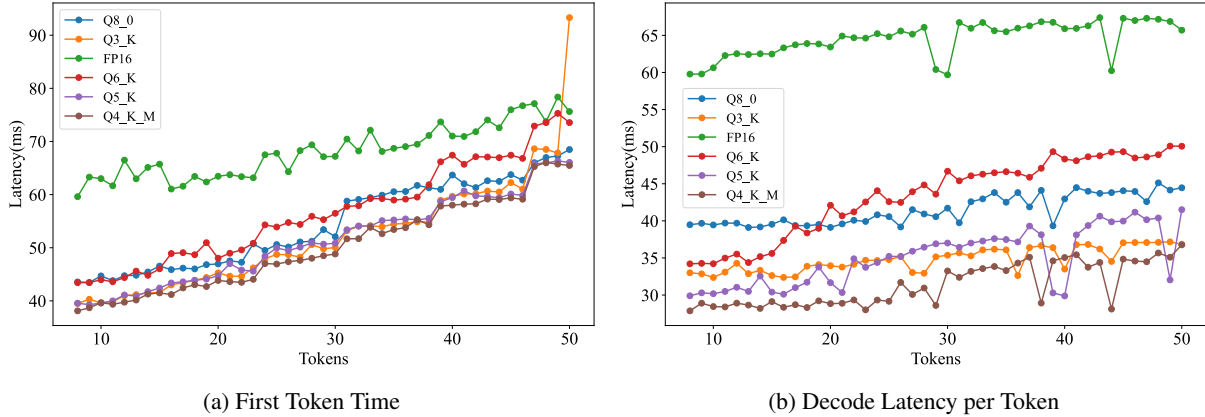 90
80
70
60
50
40
Latency(ms)
Q8_0
Q3_K
FP16
Q6_K
Q5_K
Q4_K_M
10
20
30
40
50
Tokens
(a) First Token Time
65
60
55
50
45
40
35
30
Latency(ms)
Q8_0
Q3_K
FP16
Q6_K
Q5_K
Q4_K_M
10
20
30
40
50
Tokens
(b) Decode Latency per Token